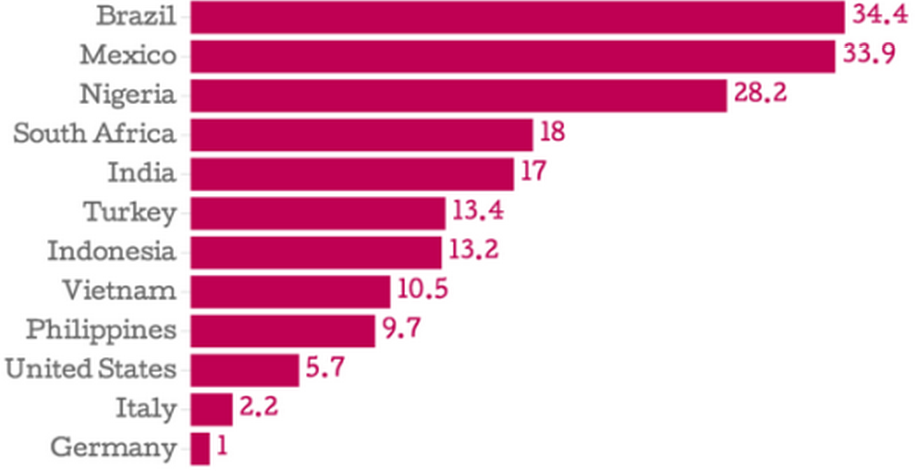 Brazil 34.4
Mexico 33.9
Nigeria 28.2
South Africa 18
India 17
Turkey 13.4
Indonesia 13.2
Vietnam 10.5
Philippines 9.7
United States 5.7
Italy 2.2
Germany 1